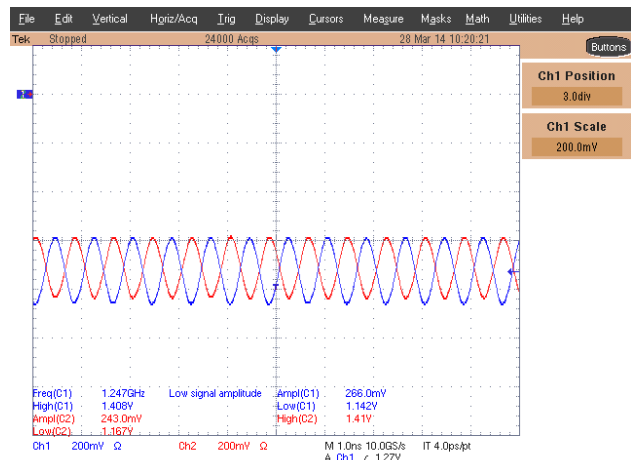 File Edit Vertical Horiz/Acq Trig Display Cursors Measure Masks Math Utilities Help
Tek Stopped 24000 Acqs 28 Mar 14 10:20:21
Buttons
Ch1 Position
3.0div
Ch1 Scale
200.0mV
Freq(C1) 1.247GHz Low signal amplitude Ampl(C1) 266.0mV
High(C1) 1.408V Low(C1) 1.142V
Ampl(C2) 243.0mV High(C2) 1.41V
Low(C2) 1.167V
Ch1 200mV Ω Ch2 200mV Ω M 1.0ns 10.0GS/s IT 4.0ps/pt
A Ch1 1.27V